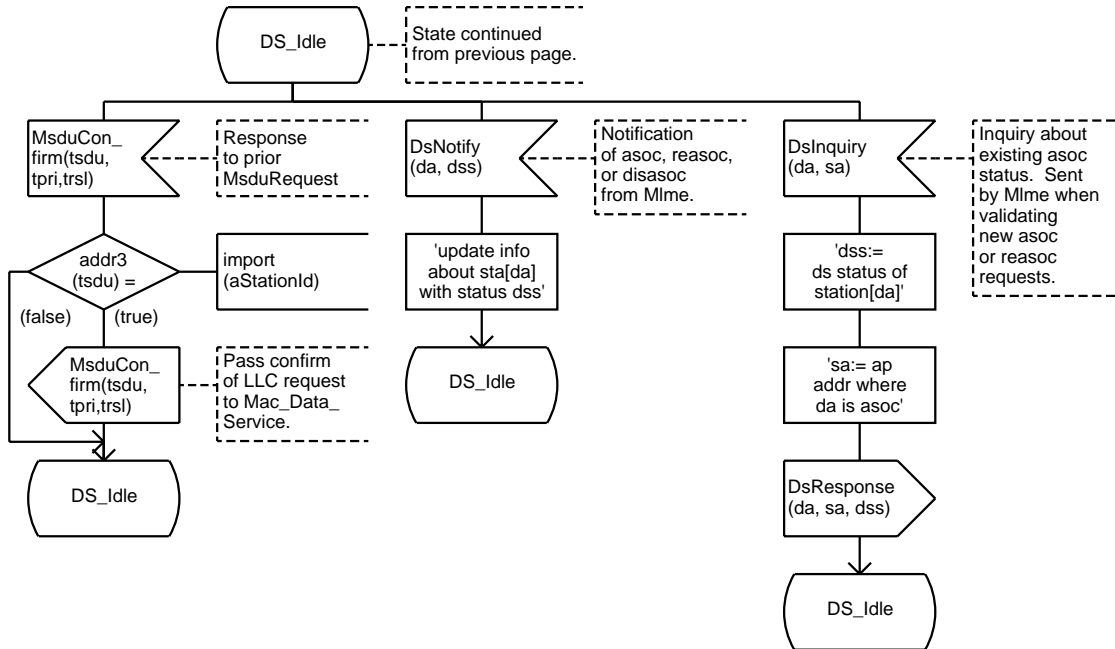 DS_Idle
State continued
from previous page.
MsduCon_
firm(tsdu,
tpri,trsl)
Response
to prior
MsduRequest
DsNotify
(da, dss)
Notification
of asoc, reasoc,
or disasoc
from Mlme.
DsInquiry
(da, sa)
Inquiry about
existing asoc
status. Sent
by Mlme when
validating
new asoc
or reasoc
requests.
addr3
(tsdu) =
import
(aStationId)
'update info
about sta[da]
with status dss'
'dss:=
ds status of
station[da]'
(false)
(true)
MsduCon_
firm(tsdu,
tpri,trsl)
Pass confirm
of LLC request
to Mac_Data_
Service.
DS_Idle
'sa:= ap
addr where
da is asoc'
DS_Idle
DsResponse
(da, sa, dss)
DS_Idle